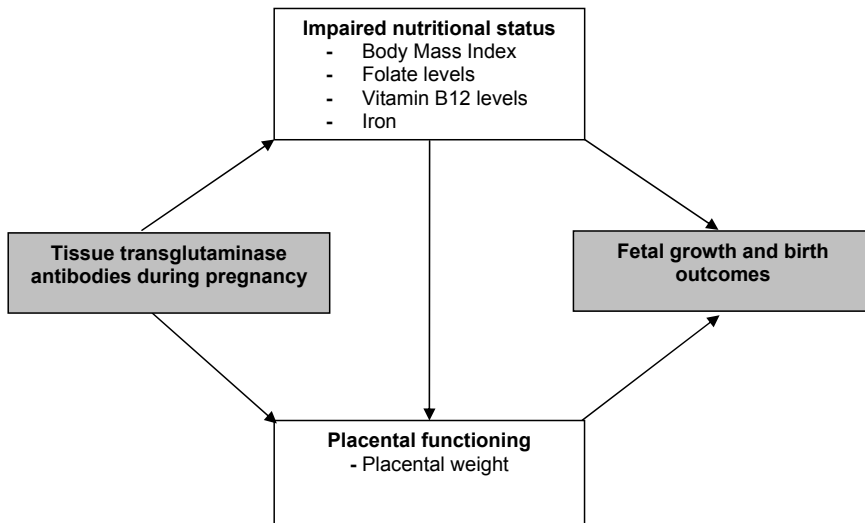 Impaired nutritional status
- Body Mass Index
- Folate levels
- Vitamin B12 levels
- Iron
Tissue transglutaminase
antibodies during pregnancy
Fetal growth and birth
outcomes
Placental functioning
- Placental weight